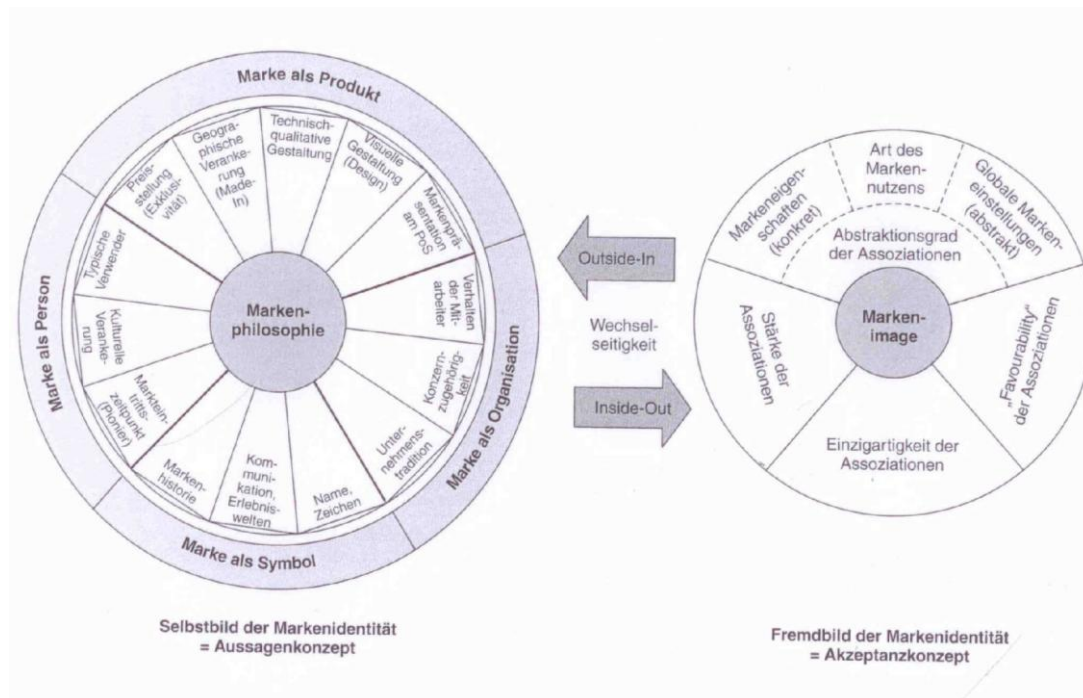 Marke als Produkt
Preis-
stellung
(Exklusi-
vität)
Geogra-
phische
Veranke-
rung
(Made-
In)
Technisch-
qualitative
Gestaltung
Visuelle
Gestaltung
(Design)
Markenprä-
sentation
am PoS
Marke als Organisation
Verhalten
der Mit-
arbeiter
Konzern-
zugehörig-
keit
Unter-
nehmens-
tradition
Marke als Symbol
Name,
Zeichen
Kom-
muni-
kation,
Erlebnis-
welten
Marken-
historie
Marke als Person
Marktein-
tritts-
zeitpunkt
(Pionier)
Kulturelle
Veranke-
rung
Typische
Verwender
Marken-
philosophie
Selbstbild der Markenidentität
= Aussagenkonzept
Outside-In
Wechsel-
seitigkeit
Inside-Out
Markeneigen-
schaften
(konkret)
Art des
Marken-
nutzens
Globale Marken-
einstellungen
(abstrakt)
Abstraktionsgrad
der Assoziationen
Stärke der
Assoziationen
Marken-
image
„Favourability"
der Assoziationen
Einzigartigkeit der
Assoziationen
Fremdbild der Markenidentität
= Akzeptanzkonzept